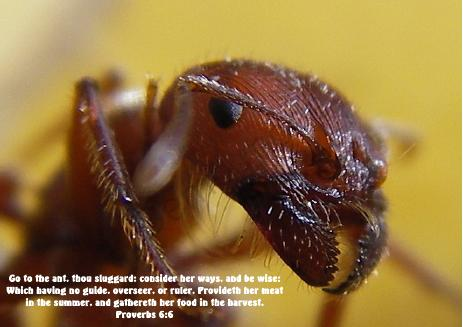 Go to the ant, thou sluggard; consider her ways, and be wise:
Which having no guide, overseer, or ruler, Provideth her meat
in the summer, and gathereth her food in the harvest.
Proverbs 6:6